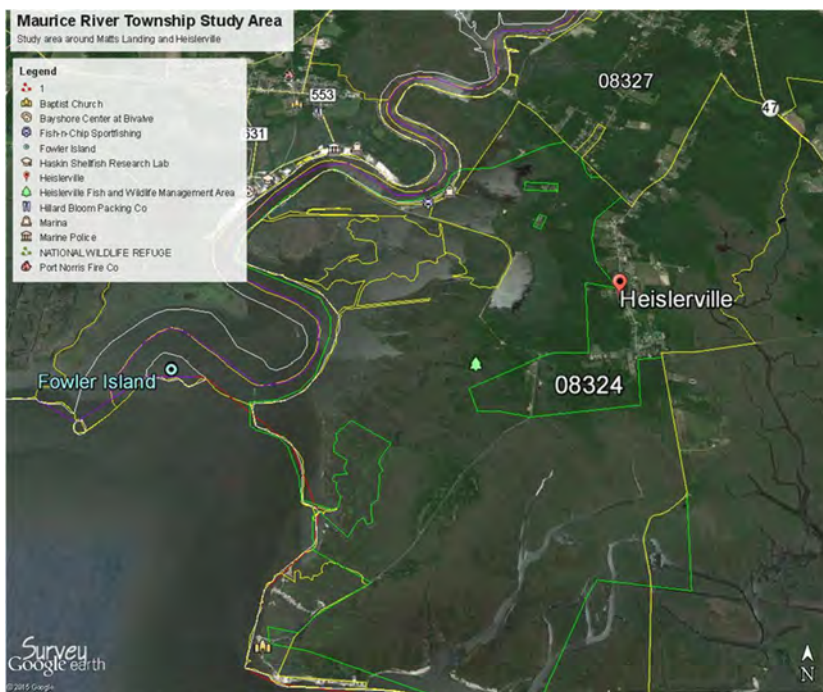 Maurice River Township Study Area
Study area around Matts Landing and Heislerville
Legend
1
Baptist Church
Bayshore Center at Bivalve
Fish-n-Chip Sportfishing
Fowler Island
Haskin Shellfish Research Lab
Heislerville
Heislerville Fish and Wildlife Management Area
Hillard Bloom Packing Co
Marina
Marine Police
NATIONAL WILDLIFE REFUGE
Port Norris Fire Co
553
631
08327
47
Heislerville
Fowler Island
08324
Survey
Google earth
© 2015 Google
N